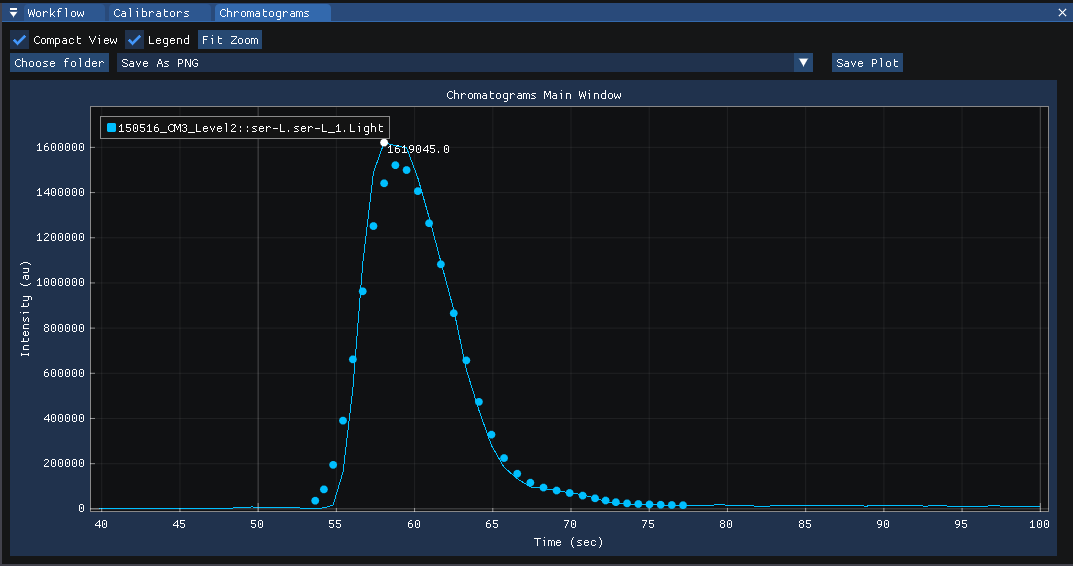 Workflow Calibrators Chromatograms
Compact View Legend Fit Zoom
Choose folder Save As PNG Save Plot
Chromatograms Main Window
150516_CM3_Level2::ser-L.ser-L_1.Light
1619045.0
1600000
1400000
1200000
1000000
800000
600000
400000
200000
0
Intensity (au)
40 45 50 55 60 65 70 75 80 85 90 95 100
Time (sec)